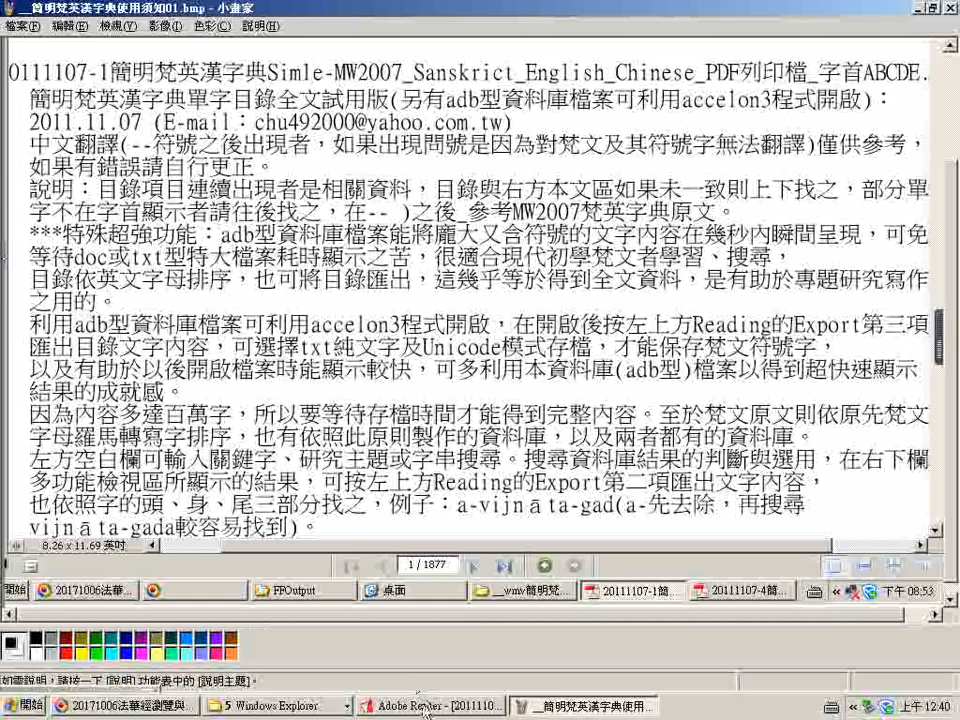 __簡明梵英漢字典使用須知01.bmp - 小畫家
檔案(F) 編輯(E) 檢視(V) 影像(I) 色彩(C) 說明(H)
0111107-1簡明梵英漢字典Simle-MW2007_Sanskrict_English_Chinese_PDF列印檔_字首ABCDE.
簡明梵英漢字典單字目錄全文試用版(另有adb型資料庫檔案可利用accelon3程式開啟)：
2011.11.07 (E-mail：chu492000@yahoo.com.tw)
中文翻譯(--符號之後出現者，如果出現問號是因為對梵文及其符號字無法翻譯)僅供參考，
如果有錯誤請自行更正。
說明：目錄項目連續出現者是相關資料，目錄與右方本文區如果未一致則上下找之，部分單
字不在字首顯示者請往後找之，在-- )之後_參考MW2007梵英字典原文。
***特殊超強功能：adb型資料庫檔案能將龐大又含符號的文字內容在幾秒內瞬間呈現，可免
等待doc或txt型特大檔案耗時顯示之苦，很適合現代初學梵文者學習、搜尋，
目錄依英文字母排序，也可將目錄匯出，這幾乎等於得到全文資料，是有助於專題研究寫作
之用的。
利用adb型資料庫檔案可利用accelon3程式開啟，在開啟後按左上方Reading的Export第三項
匯出目錄文字內容，可選擇txt純文字及Unicode模式存檔，才能保存梵文符號字，
以及有助於以後開啟檔案時能顯示較快，可多利用本資料庫(adb型)檔案以得到超快速顯示
結果的成就感。
因為內容多達百萬字，所以要等待存檔時間才能得到完整內容。至於梵文原文則依原先梵文
字母羅馬轉寫字排序，也有依照此原則製作的資料庫，以及兩者都有的資料庫。
左方空白欄可輸入關鍵字、研究主題或字串搜尋。搜尋資料庫結果的判斷與選用，在右下欄
多功能檢視區所顯示的結果，可按左上方Reading的Export第二項匯出文字內容，
也依照字的頭、身、尾三部分找之，例子：a-vijnāta-gad(a-先去除，再搜尋
vijnāta-gada較容易找到)。
8.26 x 11.69 英吋
1 / 1877
開始 20171006法華... FFOutput 桌面 __wmv簡明梵... 20111107-1簡... 20111107-4簡... « 下午 08:53
如需說明，請按一下 [說明] 功能表中的 [說明主題]。
開始 20171006法華經瀏覽與... 5 Windows Explorer Adobe Reader - [2011110... __簡明梵英漢字典使用... « 上午 12:40